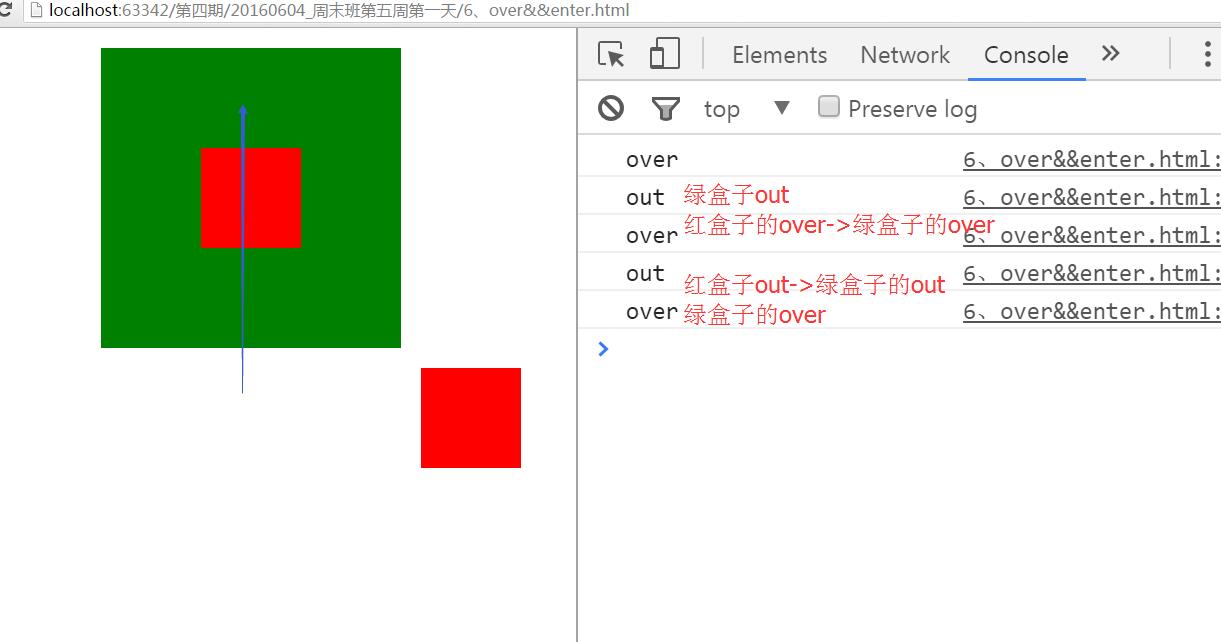 localhost:63342/第四期/20160604_周末班第五周第一天/6、over&&enter.html
Elements Network Console
top Preserve log
over 6、over&&enter.html:
out 绿盒子out 6、over&&enter.html:
红盒子的over->绿盒子的over
over 6、over&&enter.html:
out 6、over&&enter.html:
红盒子out->绿盒子的out
over 绿盒子的over 6、over&&enter.html: